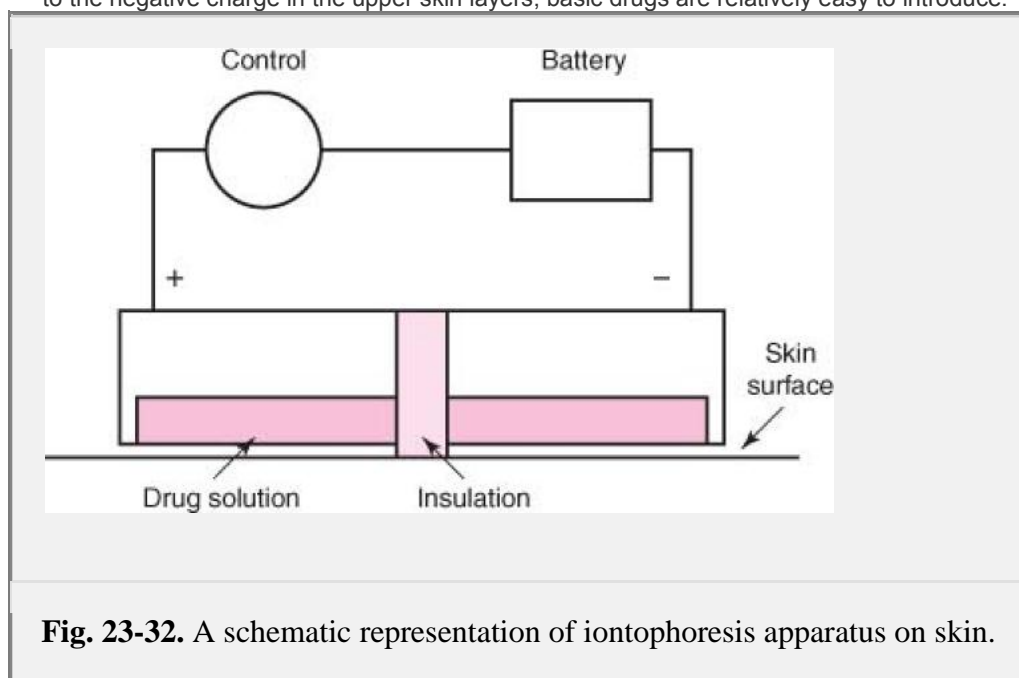 to the negative charge in the upper skin layers, basic drugs are relatively easy to introduce.
Control
Battery
+
−
Skin
surface
Drug solution
Insulation
Fig. 23-32. A schematic representation of iontophoresis apparatus on skin.